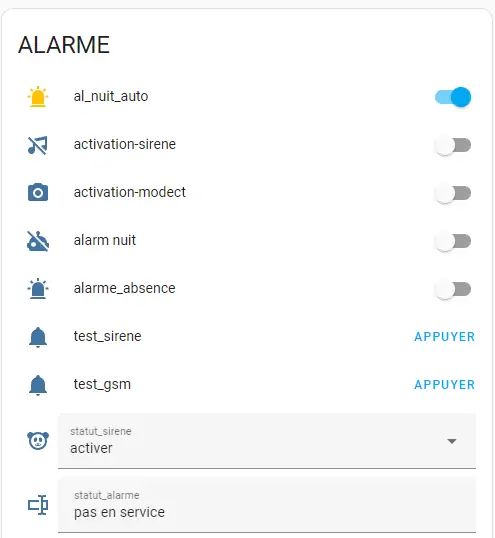 ALARME
al_nuit_auto
activation-sirene
activation-modect
alarm nuit
alarme_absence
test_sirene APPUYER
test_gsm APPUYER
statut_sirene
activer
statut_alarme
pas en service